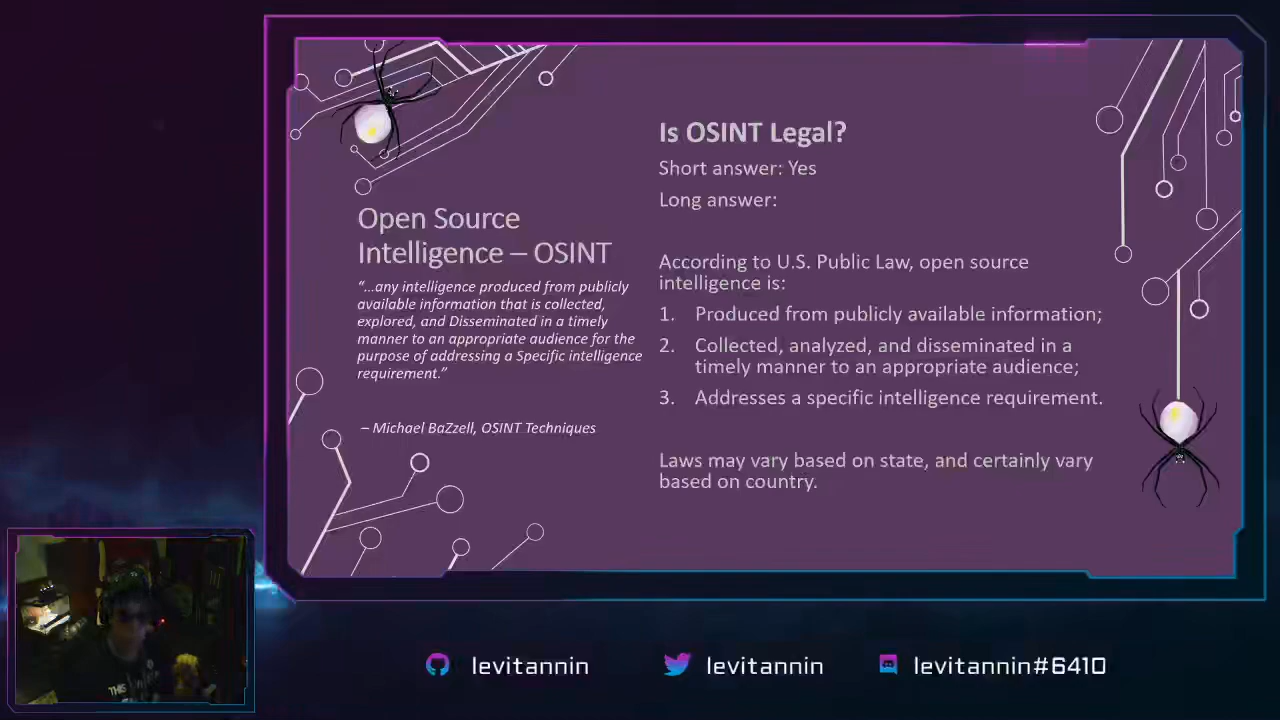 Open Source
Intelligence – OSINT
“…any intelligence produced from publicly
available information that is collected,
explored, and Disseminated in a timely
manner to an appropriate audience for the
purpose of addressing a Specific intelligence
requirement.”
– Michael BaZzell, OSINT Techniques
Is OSINT Legal?
Short answer: Yes
Long answer:
According to U.S. Public Law, open source
intelligence is:
1. Produced from publicly available information;
2. Collected, analyzed, and disseminated in a
timely manner to an appropriate audience;
3. Addresses a specific intelligence requirement.
Laws may vary based on state, and certainly vary
based on country.
THIS
levitannin
levitannin
levitannin#6410